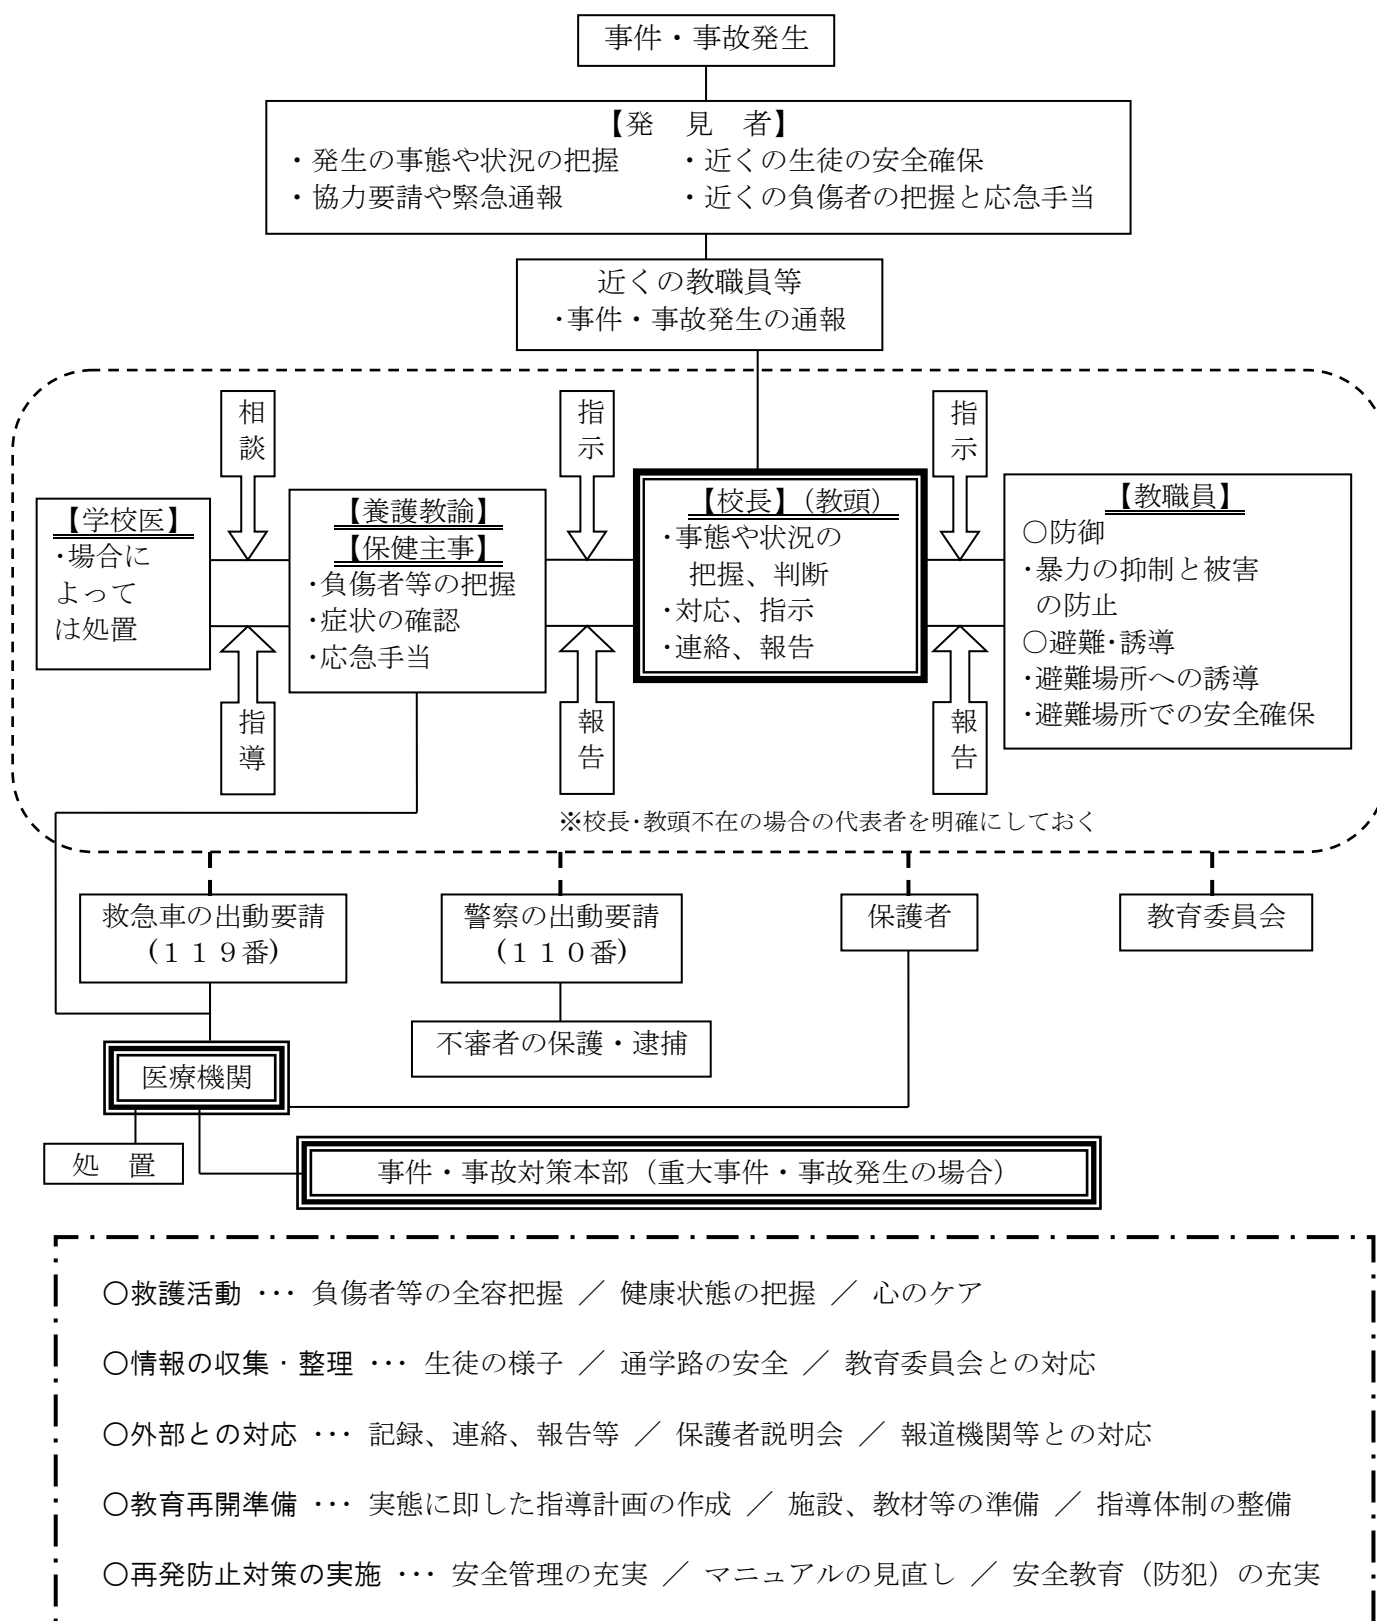 事件・事故発生
【発　見　者】
・発生の事態や状況の把握　　・近くの生徒の安全確保
・協力要請や緊急通報　　　　・近くの負傷者の把握と応急手当
近くの教職員等
・事件・事故発生の通報
相談
指示
指示
【学校医】
・場合に
よって
は処置
【養護教諭】
【保健主事】
・負傷者等の把握
・症状の確認
・応急手当
【校長】（教頭）
・事態や状況の
把握、判断
・対応、指示
・連絡、報告
【教職員】
○防御
・暴力の抑制と被害
の防止
○避難・誘導
・避難場所への誘導
・避難場所での安全確保
指導
報告
報告
※校長・教頭不在の場合の代表者を明確にしておく
救急車の出動要請
(１１９番)
警察の出動要請
(１１０番)
保護者
教育委員会
不審者の保護・逮捕
医療機関
処　置
事件・事故対策本部（重大事件・事故発生の場合）
○救護活動 … 負傷者等の全容把握 ／ 健康状態の把握 ／ 心のケア
○情報の収集・整理 … 生徒の様子 ／ 通学路の安全 ／ 教育委員会との対応
○外部との対応 … 記録、連絡、報告等 ／ 保護者説明会 ／ 報道機関等との対応
○教育再開準備 … 実態に即した指導計画の作成 ／ 施設、教材等の準備 ／ 指導体制の整備
○再発防止対策の実施 … 安全管理の充実 ／ マニュアルの見直し ／ 安全教育（防犯）の充実